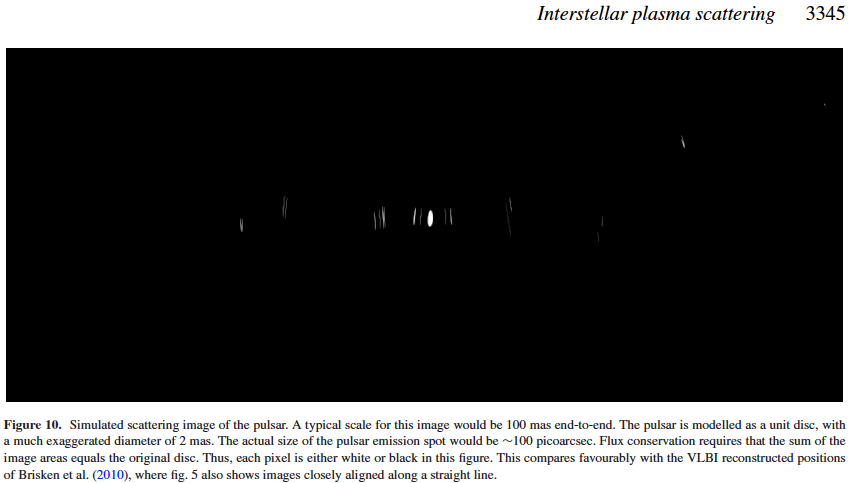 Interstellar plasma scattering 3345
Figure 10. Simulated scattering image of the pulsar. A typical scale for this image would be 100 mas end-to-end. The pulsar is modelled as a unit disc, with
a much exaggerated diameter of 2 mas. The actual size of the pulsar emission spot would be ∼100 picoarcsec. Flux conservation requires that the sum of the
image areas equals the original disc. Thus, each pixel is either white or black in this figure. This compares favourably with the VLBI reconstructed positions
of Brisken et al. (2010), where fig. 5 also shows images closely aligned along a straight line.